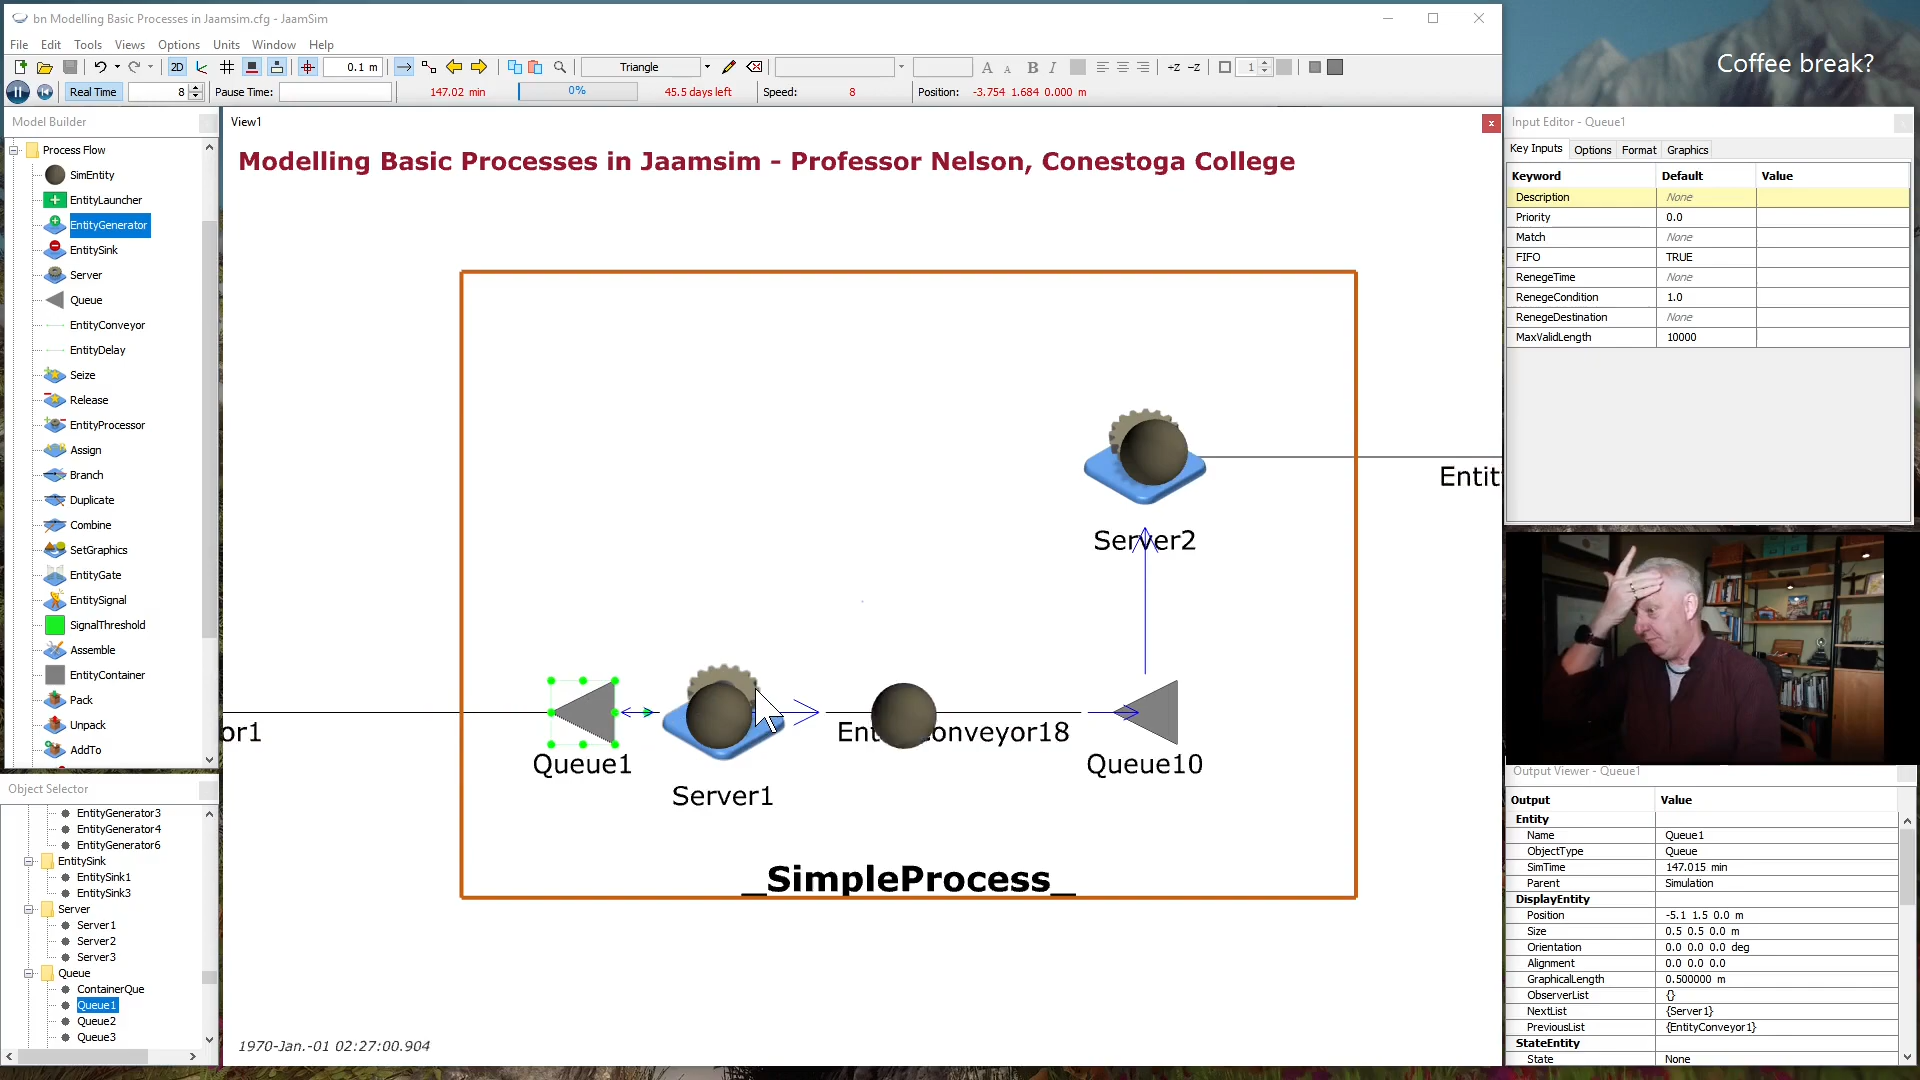 bn Modelling Basic Processes in Jaamsim.cfg - JaamSim
File Edit Tools Views Options Units Window Help
2D 0.1 m Triangle A A B I +Z -Z 1
Real Time 8 Pause Time: 147.02 min 0% 45.5 days left Speed: 8 Position: -3.754 1.684 0.000 m
Coffee break?
Model Builder
Process Flow
SimEntity
EntityLauncher
EntityGenerator
EntitySink
Server
Queue
EntityConveyor
EntityDelay
Seize
Release
EntityProcessor
Assign
Branch
Duplicate
Combine
SetGraphics
EntityGate
EntitySignal
SignalThreshold
Assemble
EntityContainer
Pack
Unpack
AddTo
Object Selector
EntityGenerator3
EntityGenerator4
EntityGenerator6
EntitySink
EntitySink1
EntitySink3
Server
Server1
Server2
Server3
Queue
ContainerQue
Queue1
Queue2
Queue3
View1
x
Modelling Basic Processes in Jaamsim - Professor Nelson, Conestoga College
Entit
Server2
or1
Queue1
Server1
Queue10
_SimpleProcess_
1970-Jan.-01 02:27:00.904
Input Editor - Queue1
Key Inputs Options Format Graphics
Keyword Default Value
Description None
Priority 0.0
Match None
FIFO TRUE
RenegeTime None
RenegeCondition 1.0
RenegeDestination None
MaxValidLength 10000
Output Viewer - Queue1
Output Value
Entity
Name Queue1
ObjectType Queue
SimTime 147.015 min
Parent Simulation
DisplayEntity
Position -5.1 1.5 0.0 m
Size 0.5 0.5 0.0 m
Orientation 0.0 0.0 0.0 deg
Alignment 0.0 0.0 0.0
GraphicalLength 0.500000 m
ObserverList {}
NextList {Server1}
PreviousList {EntityConveyor1}
StateEntity
State None